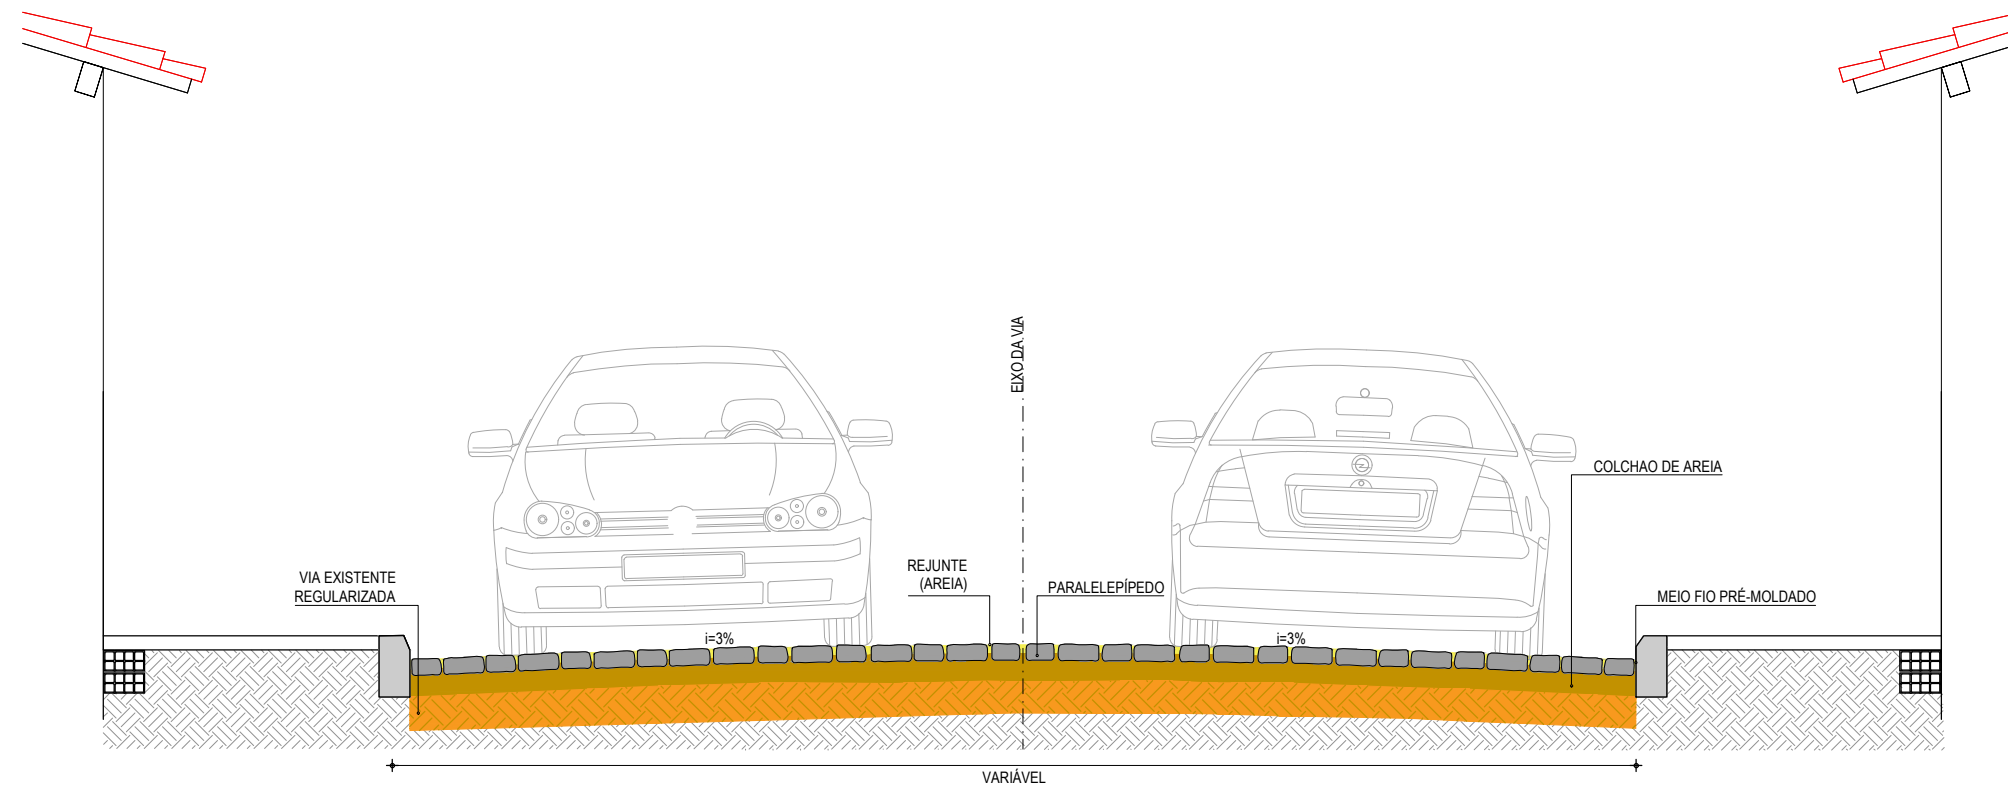 EIXO DA VIA
COLCHAO DE AREIA
VIA EXISTENTE
REGULARIZADA
REJUNTE
(AREIA)
PARALELEPÍPEDO
MEIO FIO PRÉ-MOLDADO
i=3%
i=3%
VARIÁVEL